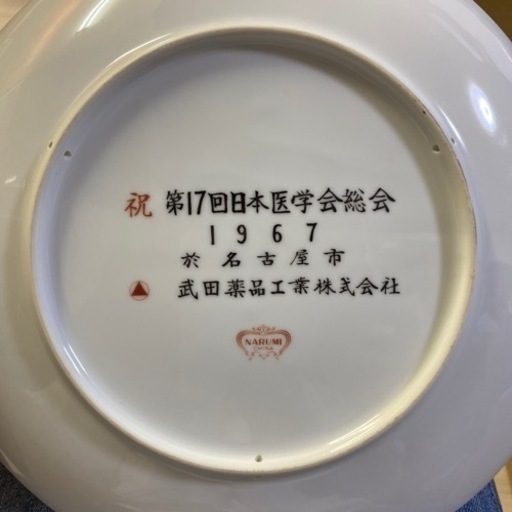 祝 第17回日本医学会総会
1967
於名古屋市
武田薬品工業株式会社
NARUMI